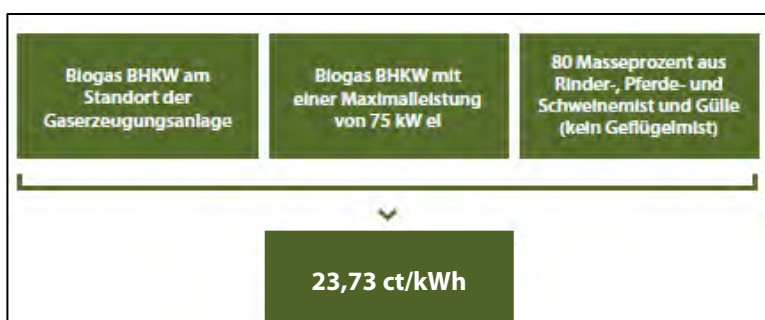 Biogas BHKW am
Standort der
Gaserzeugungsanlage
Biogas BHKW mit
einer Maximalleistung
von 75 kW el
80 Masseprozent aus
Rinder-, Pferde- und
Schweinemist und Gülle
(kein Geflügelmist)
23,73 ct/kWh